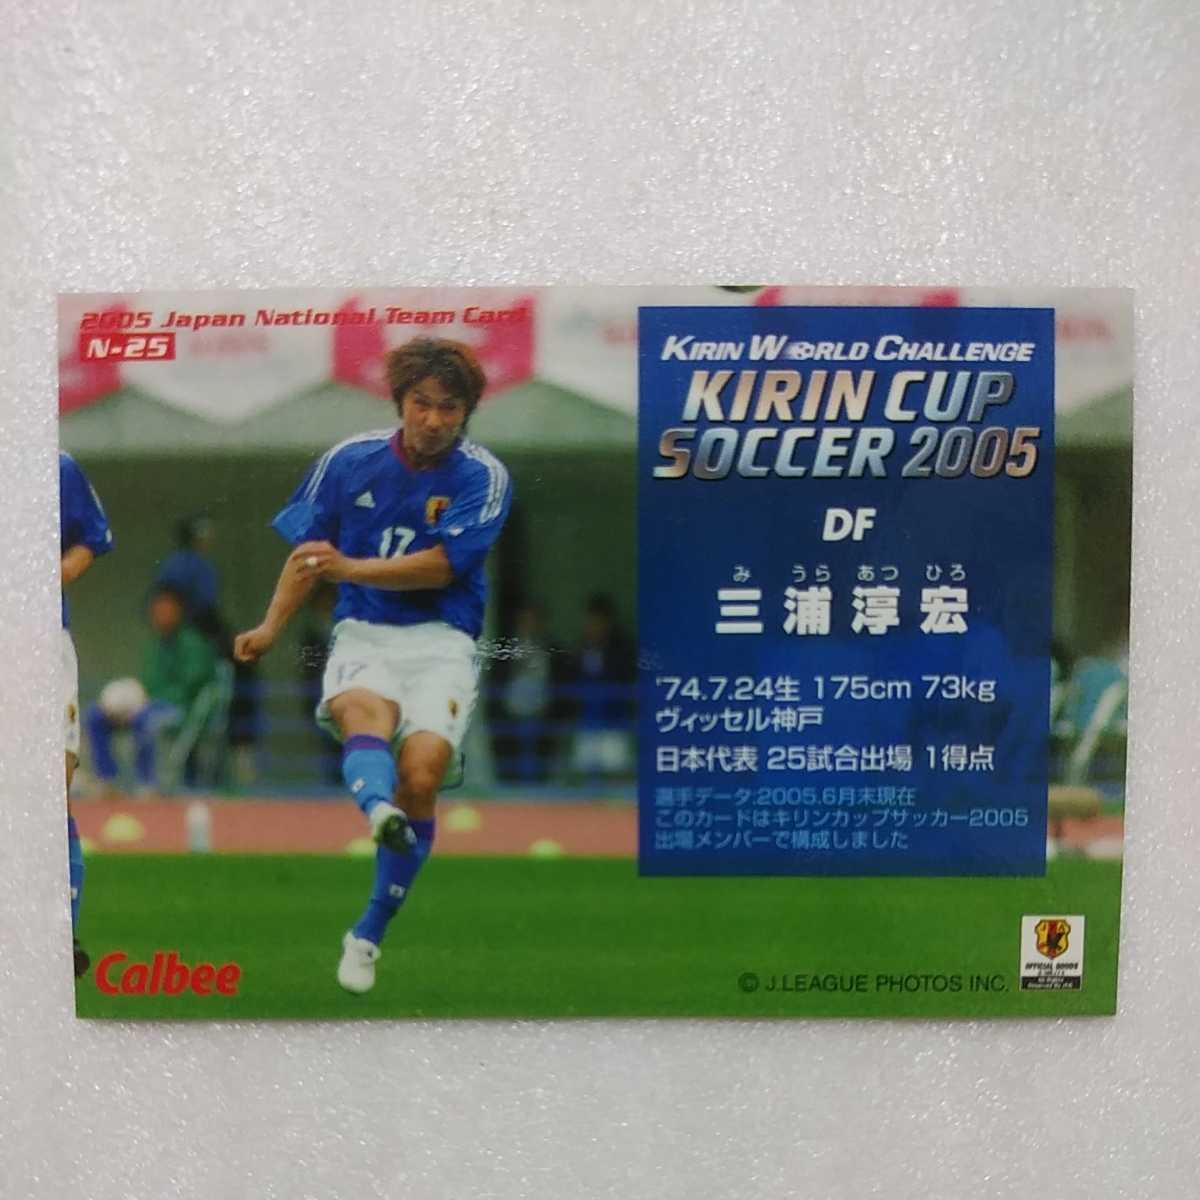 2005 Japan National Team Card
N-25
17
17
KIRIN WORLD CHALLENGE
KIRIN CUP
SOCCER 2005
DF
み うら あつ ひろ
三浦淳宏
'74.7.24生 175cm 73kg
ヴィッセル神戸
日本代表 25試合出場 1得点
選手データ:2005.6月末現在
このカードはキリンカップサッカー2005
出場メンバーで構成しました
Calbee
© J.LEAGUE PHOTOS INC.
OFFICIAL GOODS